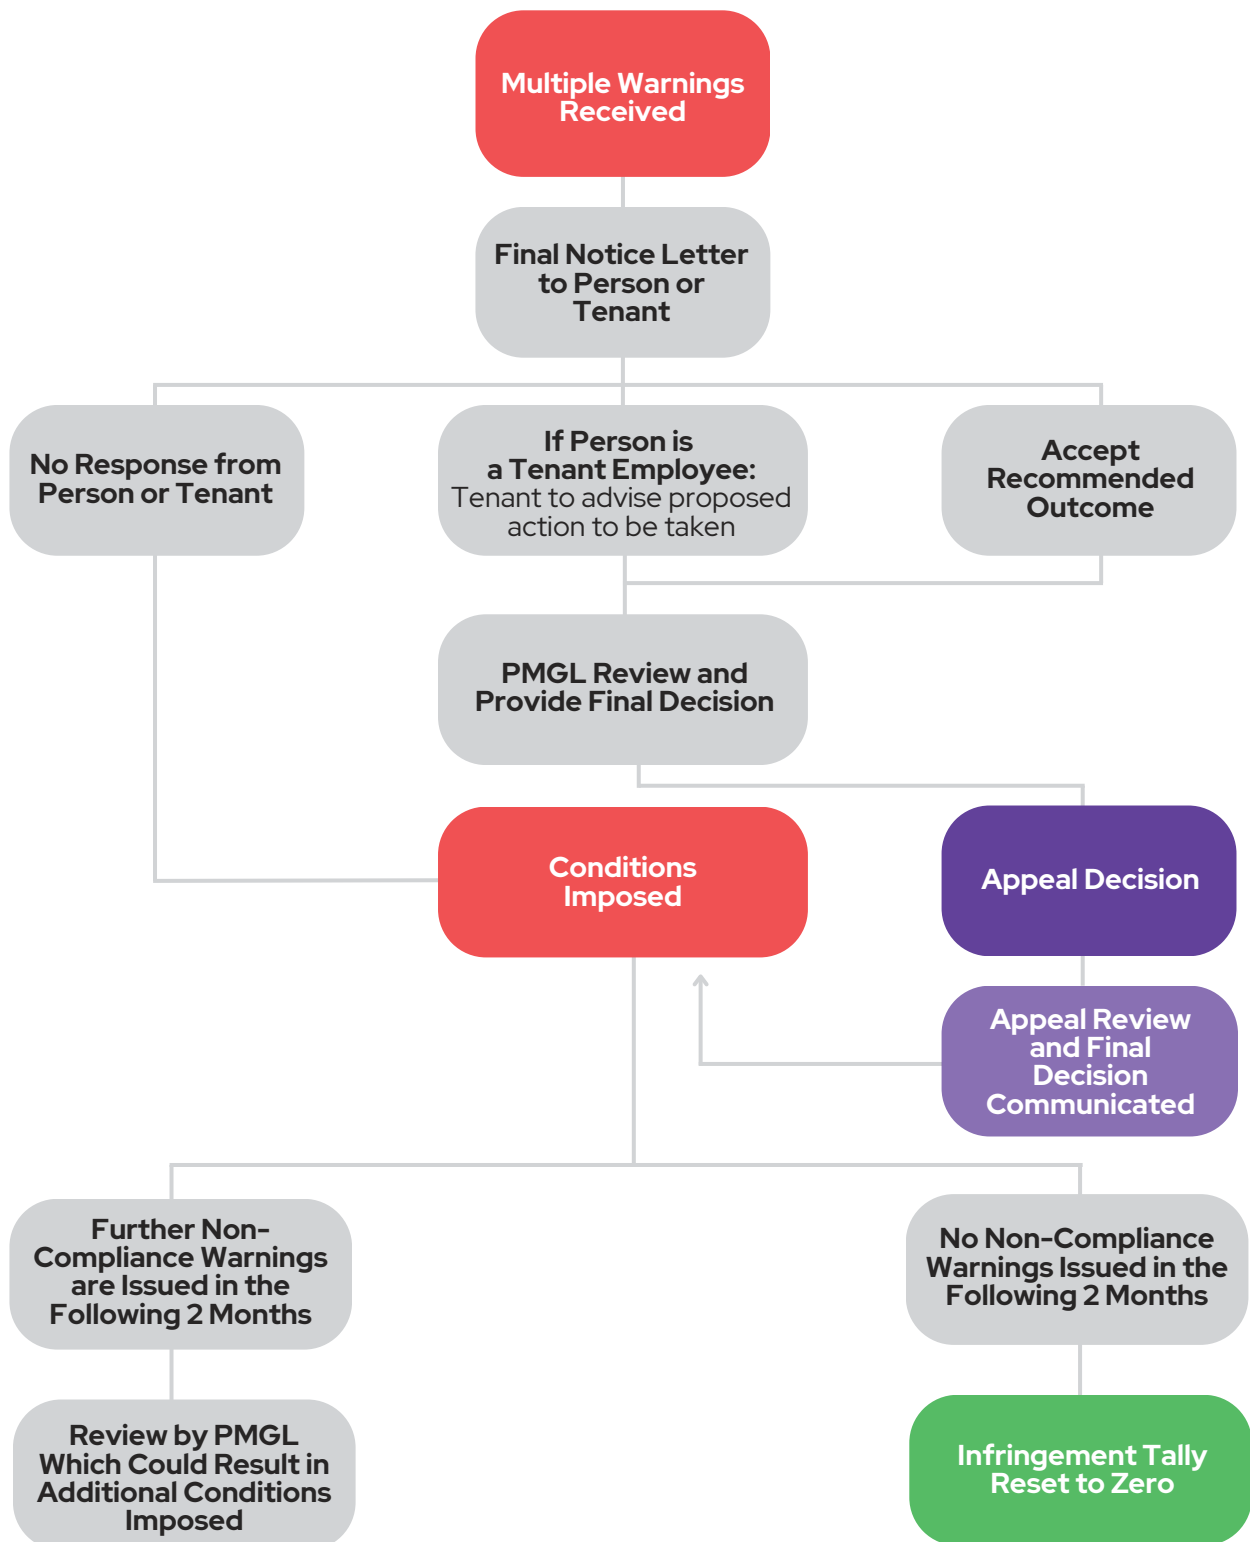 Multiple Warnings
Received
Final Notice Letter
to Person or
Tenant
No Response from
Person or Tenant
If Person is
a Tenant Employee:
Tenant to advise proposed
action to be taken
Accept
Recommended
Outcome
PMGL Review and
Provide Final Decision
Conditions
Imposed
Appeal Decision
Appeal Review
and Final
Decision
Communicated
Further Non-
Compliance Warnings
are Issued in the
Following 2 Months
No Non-Compliance
Warnings Issued in the
Following 2 Months
Review by PMGL
Which Could Result in
Additional Conditions
Imposed
Infringement Tally
Reset to Zero